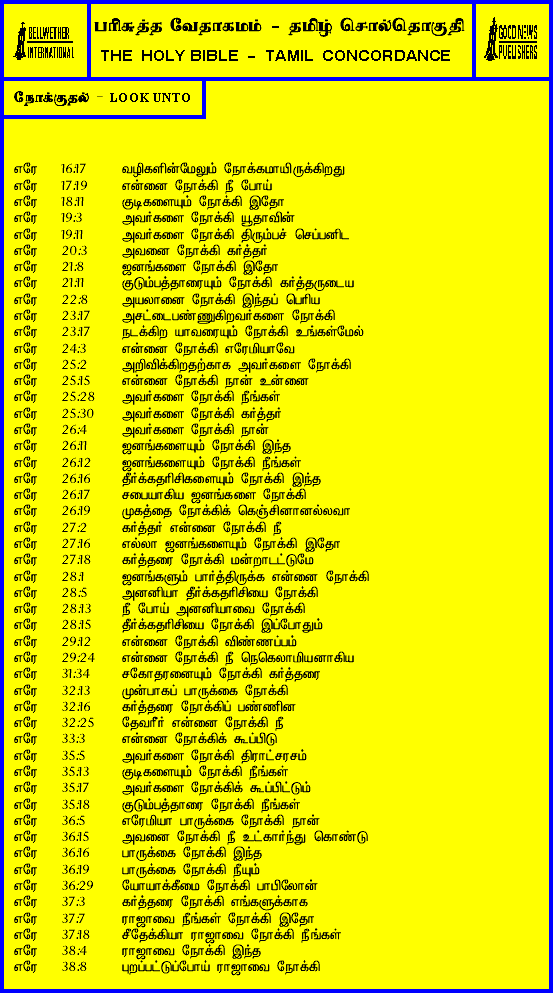 BELLWETHER
INTERNATIONAL
பரிசுத்த வேதாகமம் - தமிழ் சொல்தொகுதி
THE HOLY BIBLE - TAMIL CONCORDANCE
GOOD NEWS
PUBLISHERS
நோக்குதல் - LOOK UNTO
எரே 16:17 வழிகளின்மேலும் நோக்கமாயிருக்கிறது
எரே 17:19 என்னை நோக்கி நீ போய்
எரே 18:11 குடிகளையும் நோக்கி இதோ
எரே 19:3 அவர்களை நோக்கி யூதாவின்
எரே 19:11 அவர்களை நோக்கி திரும்பச் செப்பனிட
எரே 20:3 அவனை நோக்கி கர்த்தர்
எரே 21:8 ஜனங்களை நோக்கி இதோ
எரே 21:11 குடும்பத்தாரையும் நோக்கி கர்த்தருடைய
எரே 22:8 அயலானை நோக்கி இந்தப் பெரிய
எரே 23:17 அசட்டைபண்ணுகிறவர்களை நோக்கி
எரே 23:17 நடக்கிற யாவரையும் நோக்கி உங்கள்மேல்
எரே 24:3 என்னை நோக்கி எரேமியாவே
எரே 25:2 அறிவிக்கிறதற்காக அவர்களை நோக்கி
எரே 25:15 என்னை நோக்கி நான் உன்னை
எரே 25:28 அவர்களை நோக்கி நீங்கள்
எரே 25:30 அவர்களை நோக்கி கர்த்தர்
எரே 26:4 அவர்களை நோக்கி நான்
எரே 26:11 ஜனங்களையும் நோக்கி இந்த
எரே 26:12 ஜனங்களையும் நோக்கி நீங்கள்
எரே 26:16 தீர்க்கதரிசிகளையும் நோக்கி இந்த
எரே 26:17 சபையாகிய ஜனங்களை நோக்கி
எரே 26:19 முகத்தை நோக்கிக் கெஞ்சினானல்லவா
எரே 27:2 கர்த்தர் என்னை நோக்கி நீ
எரே 27:16 எல்லா ஜனங்களையும் நோக்கி இதோ
எரே 27:18 கர்த்தரை நோக்கி மன்றாடட்டுமே
எரே 28:1 ஜனங்களும் பார்த்திருக்க என்னை நோக்கி
எரே 28:5 அனனியா தீர்க்கதரிசியை நோக்கி
எரே 28:13 நீ போய் அனனியாவை நோக்கி
எரே 28:15 தீர்க்கதரிசியை நோக்கி இப்போதும்
எரே 29:12 என்னை நோக்கி விண்ணப்பம்
எரே 29:24 என்னை நோக்கி நீ நெகெலாமியனாகிய
எரே 31:34 சகோதரனையும் நோக்கி கர்த்தரை
எரே 32:13 முன்பாகப் பாருக்கை நோக்கி
எரே 32:16 கர்த்தரை நோக்கிப் பண்ணின
எரே 32:25 தேவரீர் என்னை நோக்கி நீ
எரே 33:3 என்னை நோக்கிக் கூப்பிடு
எரே 35:5 அவர்களை நோக்கி திராட்சரசம்
எரே 35:13 குடிகளையும் நோக்கி நீங்கள்
எரே 35:17 அவர்களை நோக்கிக் கூப்பிட்டும்
எரே 35:18 குடும்பத்தாரை நோக்கி நீங்கள்
எரே 36:5 எரேமியா பாருக்கை நோக்கி நான்
எரே 36:15 அவனை நோக்கி நீ உட்கார்ந்து கொண்டு
எரே 36:16 பாருக்கை நோக்கி இந்த
எரே 36:19 பாருக்கை நோக்கி நீயும்
எரே 36:29 யோயாக்கீமை நோக்கி பாபிலோன்
எரே 37:3 கர்த்தரை நோக்கி எங்களுக்காக
எரே 37:7 ராஜாவை நீங்கள் நோக்கி இதோ
எரே 37:18 சிதேக்கியா ராஜாவை நோக்கி நீங்கள்
எரே 38:4 ராஜாவை நோக்கி இந்த
எரே 38:8 புறப்பட்டுப்போய் ராஜாவை நோக்கி